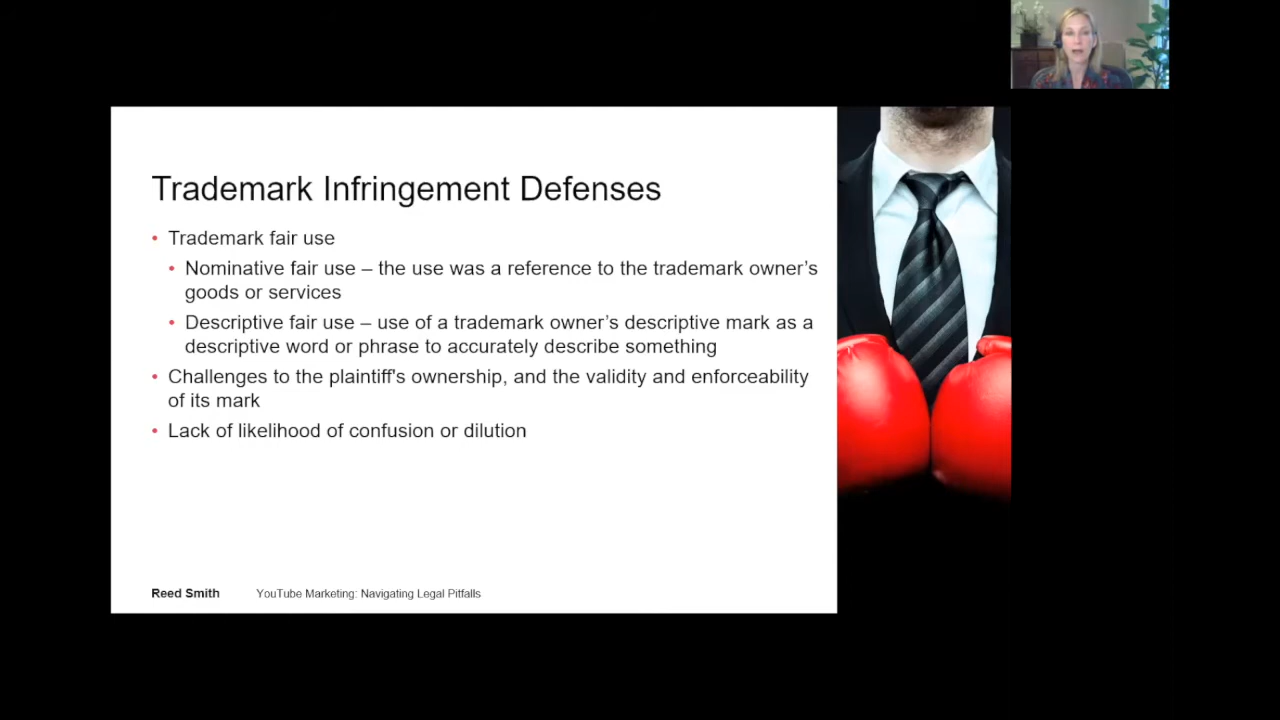 Trademark Infringement Defenses
• Trademark fair use
• Nominative fair use – the use was a reference to the trademark owner’s
goods or services
• Descriptive fair use – use of a trademark owner’s descriptive mark as a
descriptive word or phrase to accurately describe something
• Challenges to the plaintiff's ownership, and the validity and enforceability
of its mark
• Lack of likelihood of confusion or dilution
Reed Smith YouTube Marketing: Navigating Legal Pitfalls